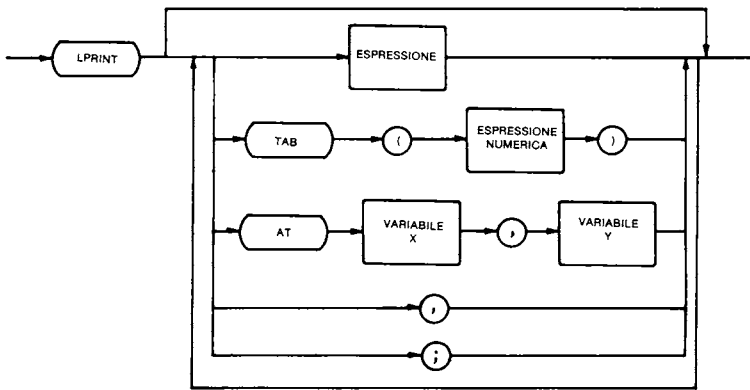 LPRINT
ESPRESSIONE
TAB
(
ESPRESSIONE
NUMERICA
)
AT
VARIABILE
X
,
VARIABILE
Y
,
;